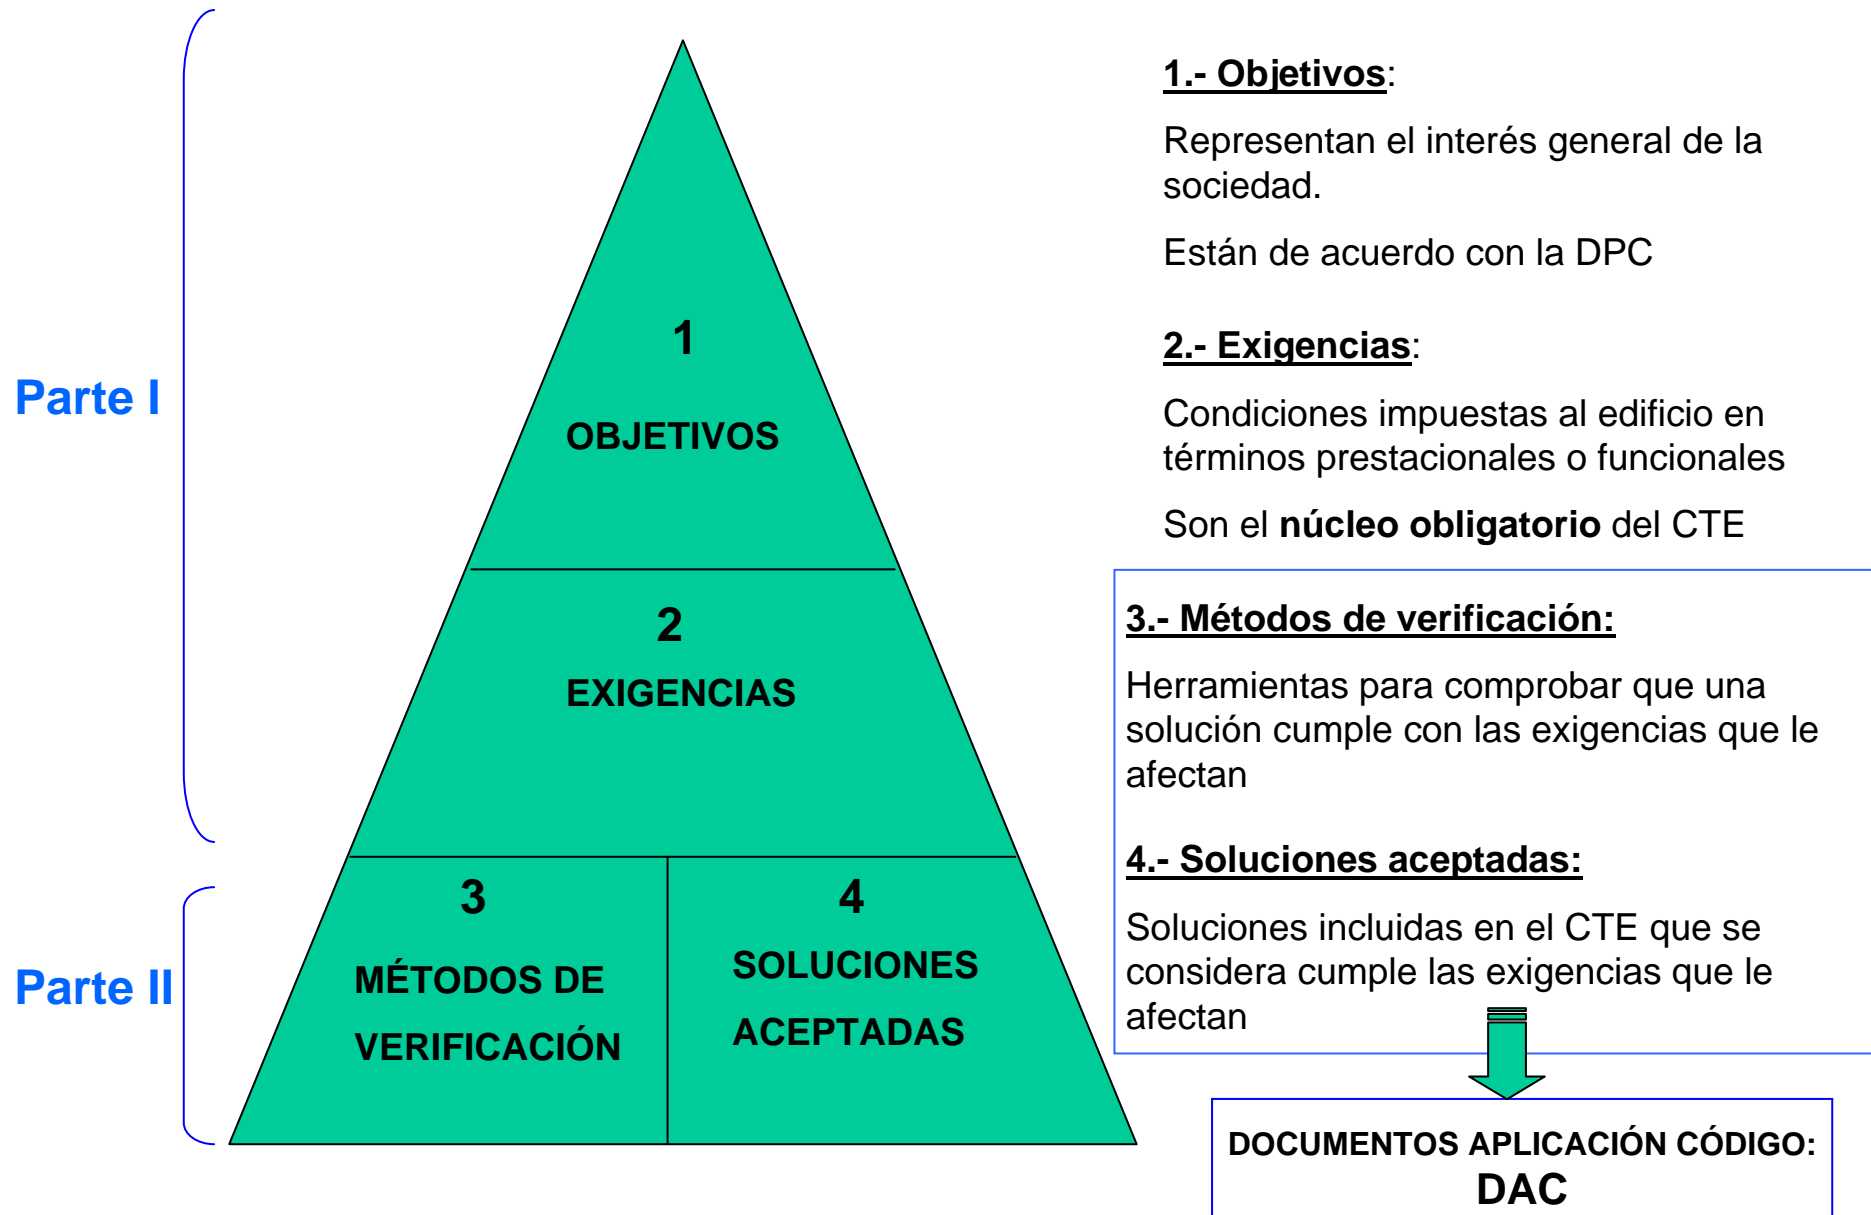 Parte I
1
OBJETIVOS
2
EXIGENCIAS
Parte II
3
MÉTODOS DE
VERIFICACIÓN
4
SOLUCIONES
ACEPTADAS
1.- Objetivos:
Representan el interés general de la
sociedad.
Están de acuerdo con la DPC
2.- Exigencias:
Condiciones impuestas al edificio en
términos prestacionales o funcionales
Son el núcleo obligatorio del CTE
3.- Métodos de verificación:
Herramientas para comprobar que una
solución cumple con las exigencias que le
afectan
4.- Soluciones aceptadas:
Soluciones incluidas en el CTE que se
considera cumple las exigencias que le
afectan
DOCUMENTOS APLICACIÓN CÓDIGO:
DAC